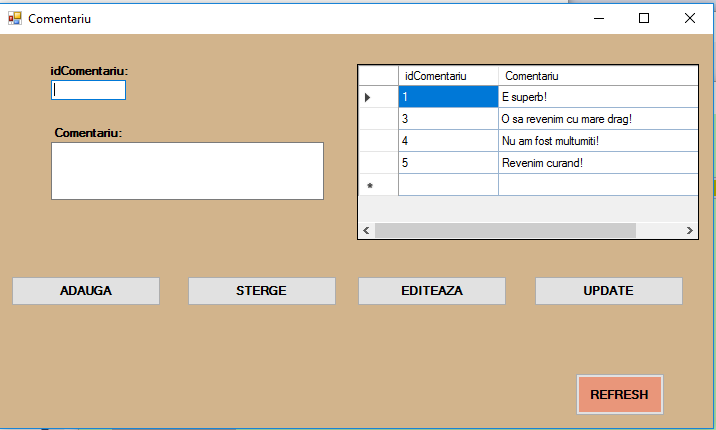 Comentariu
idComentariu:
Comentariu:
idComentariu Comentariu
1 E superb!
3 O sa revenim cu mare drag!
4 Nu am fost multumiti!
5 Revenim curand!
*
ADAUGA STERGE EDITEAZA UPDATE
REFRESH